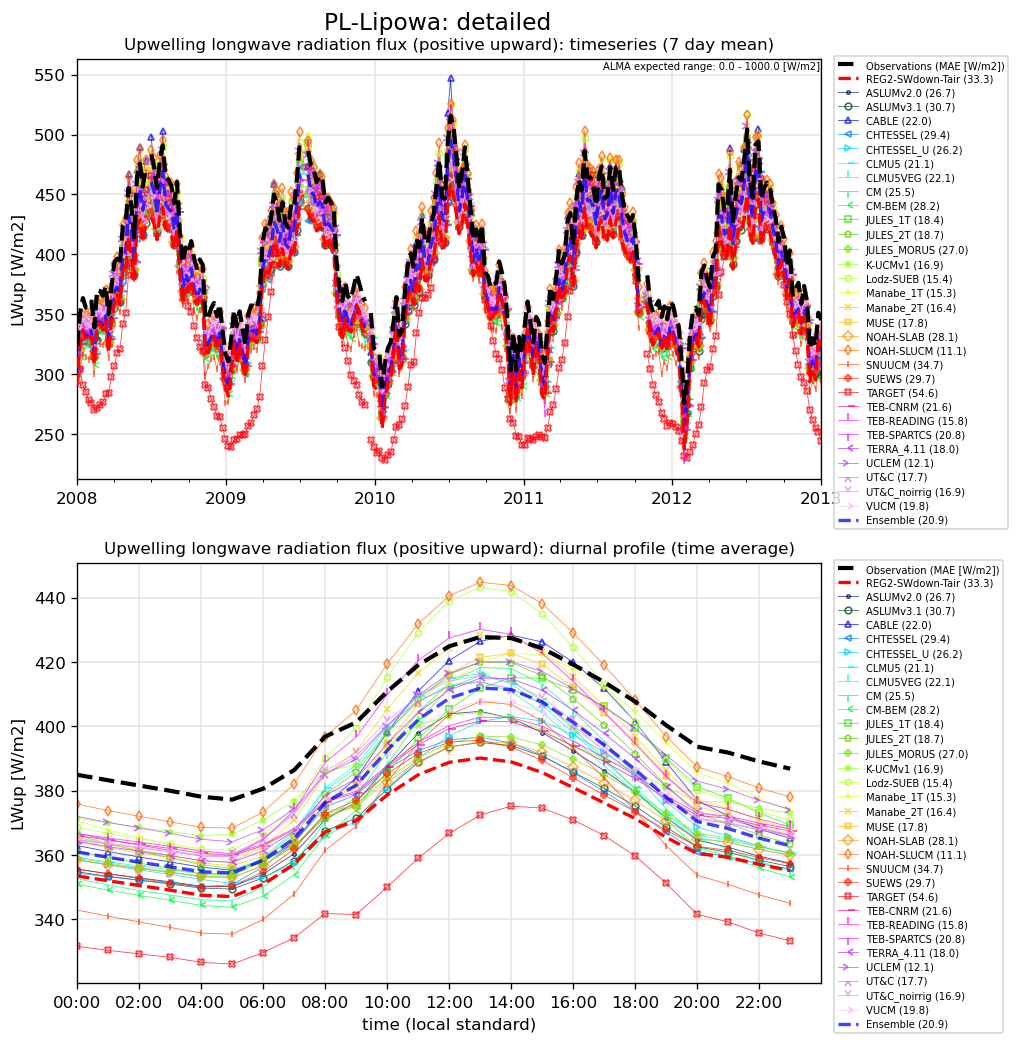 PL-Lipowa: detailed
Upwelling longwave radiation flux (positive upward): timeseries (7 day mean)
ALMA expected range: 0.0 - 1000.0 [W/m2]
550
500
450
400
350
300
250
LWup [W/m2]
2008
2009
2010
2011
2012
2013
Observations (MAE [W/m2])
REG2-SWdown-Tair (33.3)
ASLUMv2.0 (26.7)
ASLUMv3.1 (30.7)
CABLE (22.0)
CHTESSEL (29.4)
CHTESSEL_U (26.2)
CLMU5 (21.1)
CLMU5VEG (22.1)
CM (25.5)
CM-BEM (28.2)
JULES_1T (18.4)
JULES_2T (18.7)
JULES_MORUS (27.0)
K-UCMv1 (16.9)
Lodz-SUEB (15.4)
Manabe_1T (15.3)
Manabe_2T (16.4)
MUSE (17.8)
NOAH-SLAB (28.1)
NOAH-SLUCM (11.1)
SNUUCM (34.7)
SUEWS (29.7)
TARGET (54.6)
TEB-CNRM (21.6)
TEB-READING (15.8)
TEB-SPARTCS (20.8)
TERRA_4.11 (18.0)
UCLEM (12.1)
UT&C (17.7)
UT&C_noirrig (16.9)
VUCM (19.8)
Ensemble (20.9)
Upwelling longwave radiation flux (positive upward): diurnal profile (time average)
440
420
400
380
360
340
LWup [W/m2]
00:00
02:00
04:00
06:00
08:00
10:00
12:00
14:00
16:00
18:00
20:00
22:00
time (local standard)
Observation (MAE [W/m2])
REG2-SWdown-Tair (33.3)
ASLUMv2.0 (26.7)
ASLUMv3.1 (30.7)
CABLE (22.0)
CHTESSEL (29.4)
CHTESSEL_U (26.2)
CLMU5 (21.1)
CLMU5VEG (22.1)
CM (25.5)
CM-BEM (28.2)
JULES_1T (18.4)
JULES_2T (18.7)
JULES_MORUS (27.0)
K-UCMv1 (16.9)
Lodz-SUEB (15.4)
Manabe_1T (15.3)
Manabe_2T (16.4)
MUSE (17.8)
NOAH-SLAB (28.1)
NOAH-SLUCM (11.1)
SNUUCM (34.7)
SUEWS (29.7)
TARGET (54.6)
TEB-CNRM (21.6)
TEB-READING (15.8)
TEB-SPARTCS (20.8)
TERRA_4.11 (18.0)
UCLEM (12.1)
UT&C (17.7)
UT&C_noirrig (16.9)
VUCM (19.8)
Ensemble (20.9)